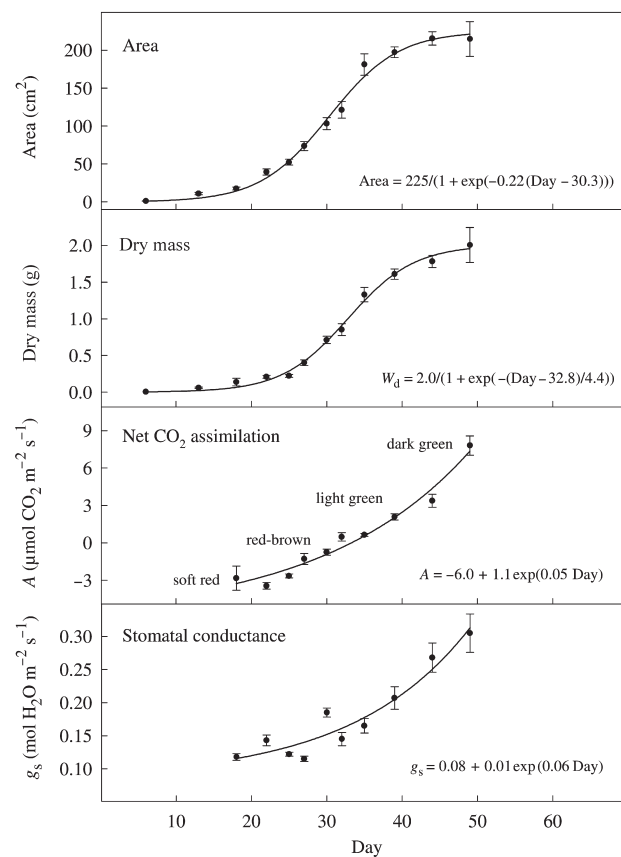 Area
Area (cm²)
200
150
100
50
0
Area = 225/(1 + exp(−0.22 (Day − 30.3)))
Dry mass
Dry mass (g)
2.0
1.5
1.0
0.5
0.0
W_d = 2.0/(1 + exp(−(Day − 32.8)/4.4))
Net CO₂ assimilation
A (μmol CO₂ m⁻² s⁻¹)
9
6
3
0
−3
dark green
light green
red-brown
soft red
A = −6.0 + 1.1 exp(0.05 Day)
Stomatal conductance
g_s (mol H₂O m⁻² s⁻¹)
0.30
0.25
0.20
0.15
0.10
g_s = 0.08 + 0.01 exp(0.06 Day)
10 20 30 40 50 60
Day